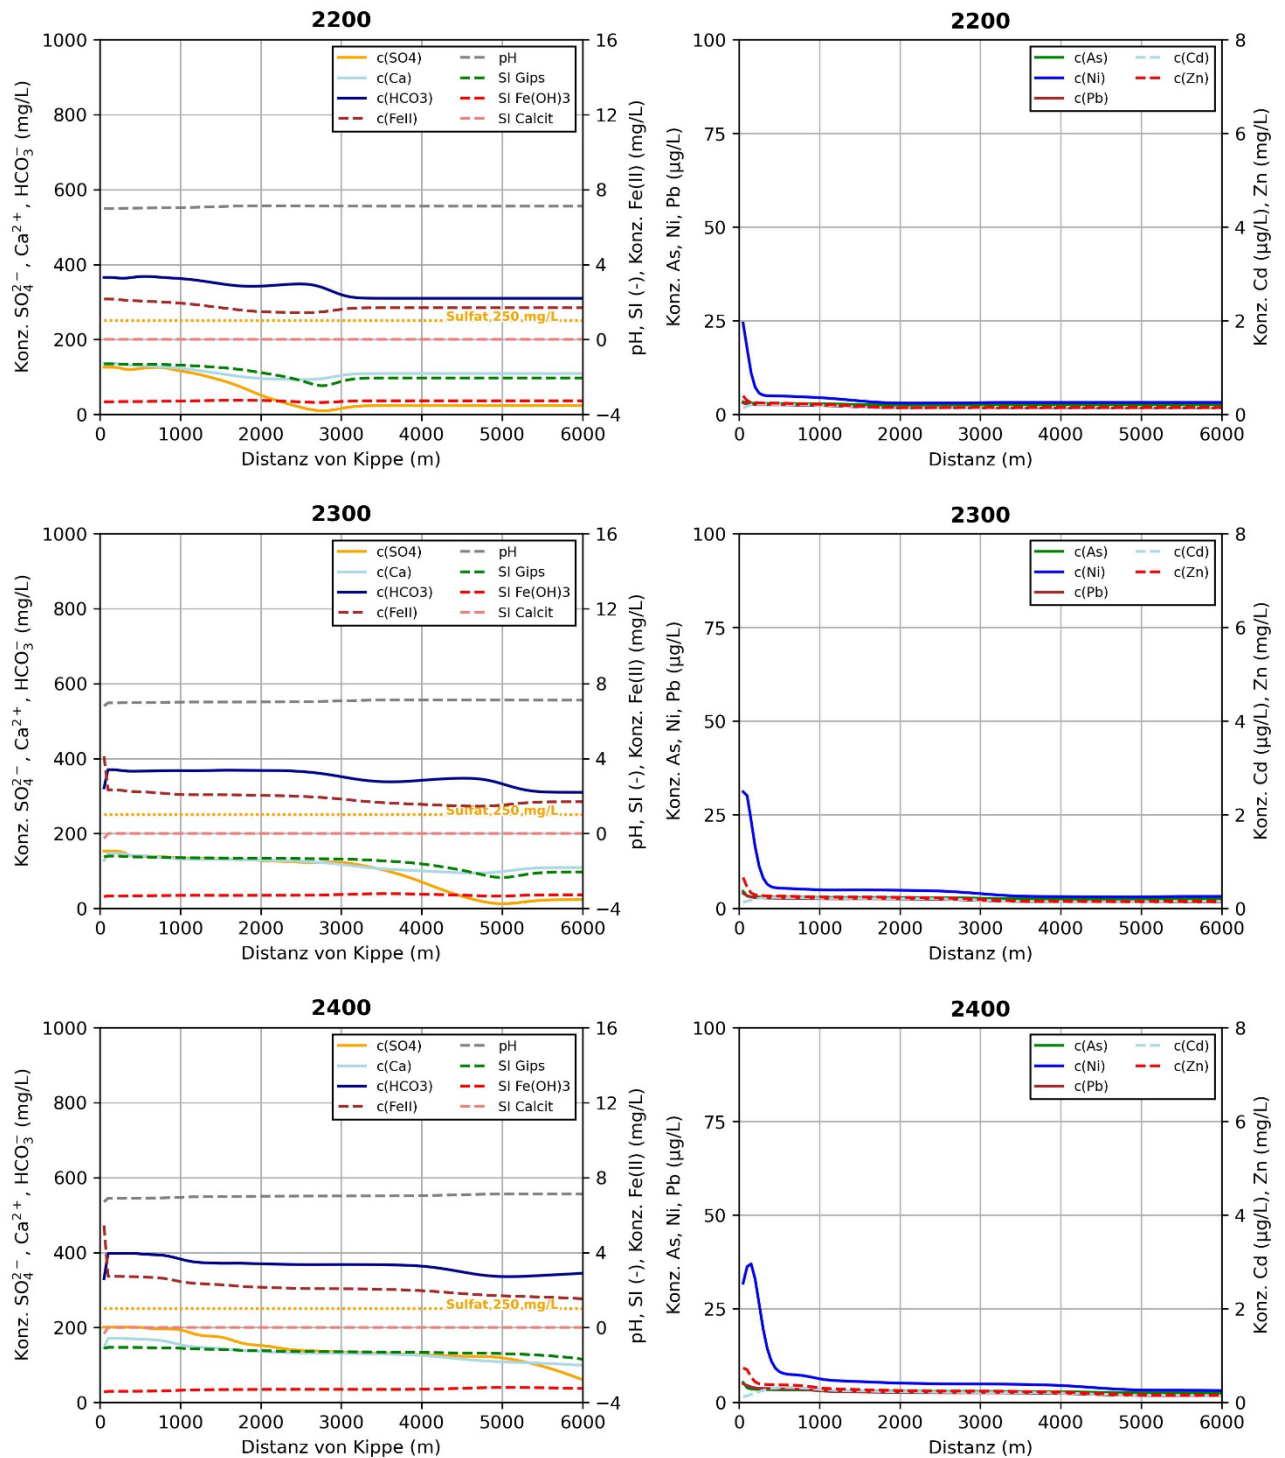 2200
1000
800
600
400
200
0
16
12
8
4
0
−4
0 1000 2000 3000 4000 5000 6000
Konz. SO₄²⁻, Ca²⁺, HCO₃⁻ (mg/L)
pH, SI (-), Konz. Fe(II) (mg/L)
Distanz von Kippe (m)
c(SO4)
c(Ca)
c(HCO3)
c(FeII)
pH
SI Gips
SI Fe(OH)3
SI Calcit
Sulfat 250 mg/L
2200
100
75
50
25
0
8
6
4
2
0
0 1000 2000 3000 4000 5000 6000
Konz. As, Ni, Pb (µg/L)
Konz. Cd (µg/L), Zn (mg/L)
Distanz (m)
c(As)
c(Ni)
c(Pb)
c(Cd)
c(Zn)
2300
1000
800
600
400
200
0
16
12
8
4
0
−4
0 1000 2000 3000 4000 5000 6000
Konz. SO₄²⁻, Ca²⁺, HCO₃⁻ (mg/L)
pH, SI (-), Konz. Fe(II) (mg/L)
Distanz von Kippe (m)
c(SO4)
c(Ca)
c(HCO3)
c(FeII)
pH
SI Gips
SI Fe(OH)3
SI Calcit
Sulfat 250 mg/L
2300
100
75
50
25
0
8
6
4
2
0
0 1000 2000 3000 4000 5000 6000
Konz. As, Ni, Pb (µg/L)
Konz. Cd (µg/L), Zn (mg/L)
Distanz (m)
c(As)
c(Ni)
c(Pb)
c(Cd)
c(Zn)
2400
1000
800
600
400
200
0
16
12
8
4
0
−4
0 1000 2000 3000 4000 5000 6000
Konz. SO₄²⁻, Ca²⁺, HCO₃⁻ (mg/L)
pH, SI (-), Konz. Fe(II) (mg/L)
Distanz von Kippe (m)
c(SO4)
c(Ca)
c(HCO3)
c(FeII)
pH
SI Gips
SI Fe(OH)3
SI Calcit
Sulfat 250 mg/L
2400
100
75
50
25
0
8
6
4
2
0
0 1000 2000 3000 4000 5000 6000
Konz. As, Ni, Pb (µg/L)
Konz. Cd (µg/L), Zn (mg/L)
Distanz (m)
c(As)
c(Ni)
c(Pb)
c(Cd)
c(Zn)